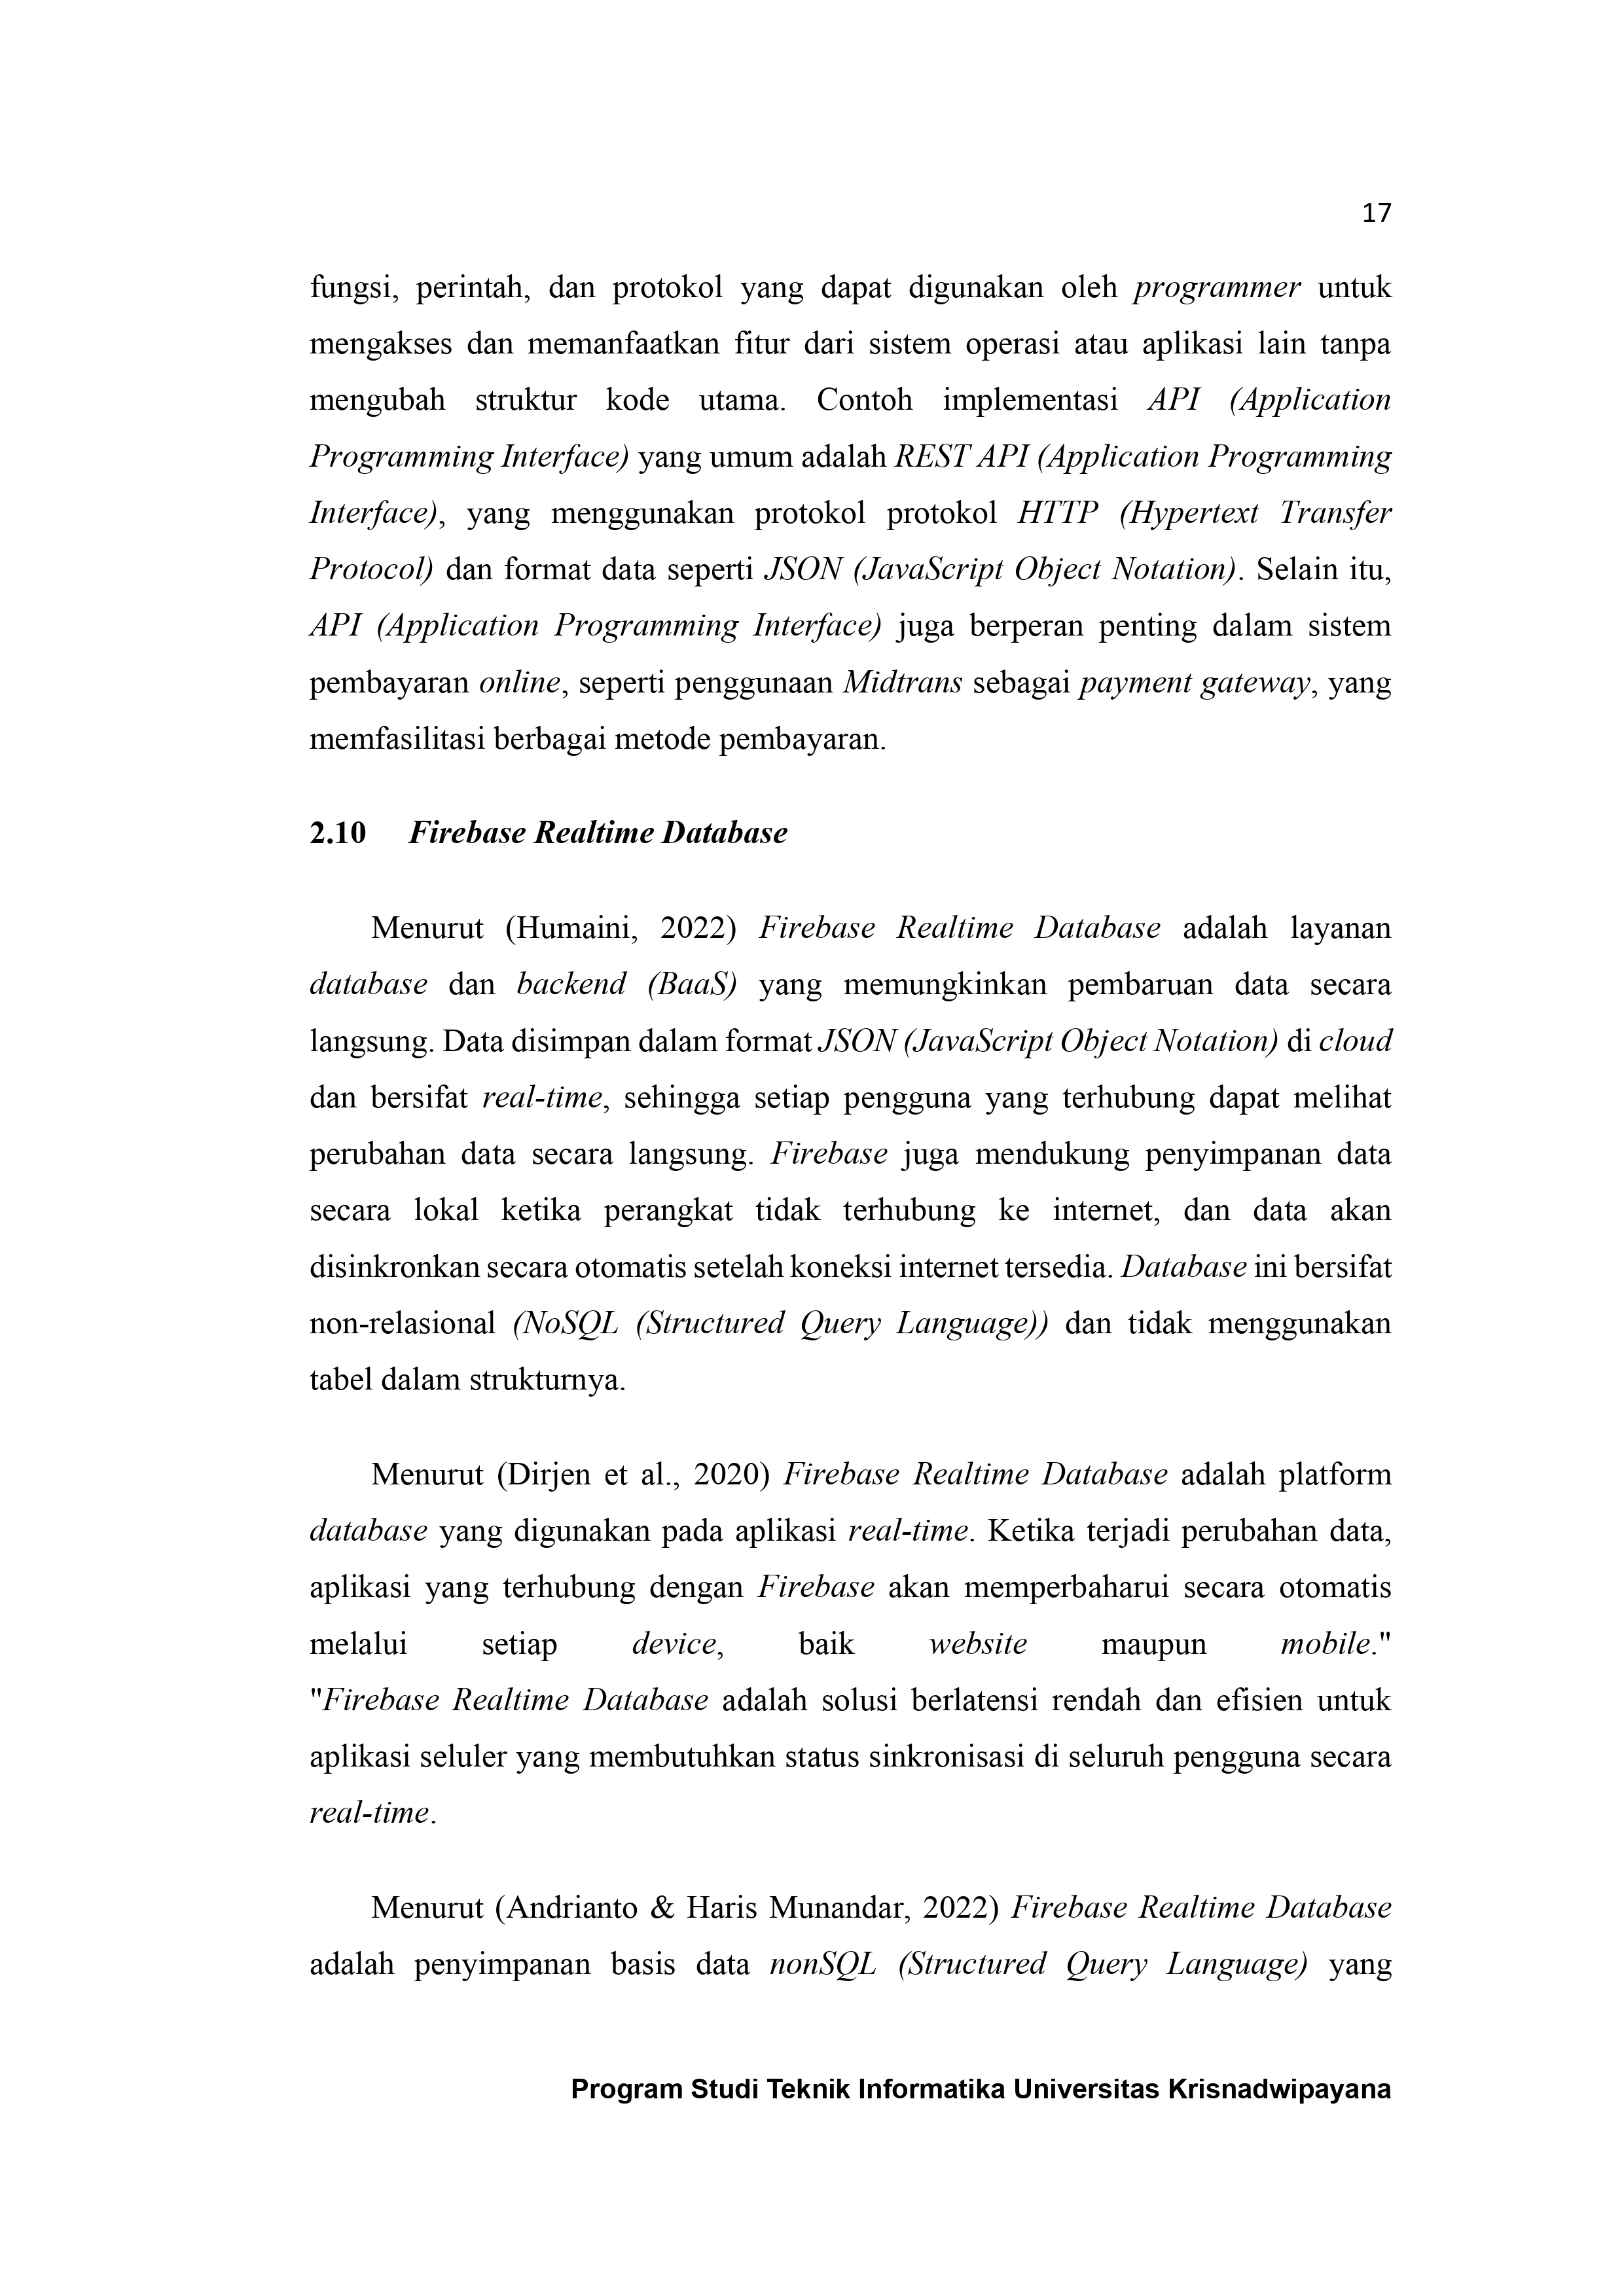 17
fungsi, perintah, dan protokol yang dapat digunakan oleh programmer untuk
mengakses dan memanfaatkan fitur dari sistem operasi atau aplikasi lain tanpa
mengubah struktur kode utama. Contoh implementasi API (Application
Programming Interface) yang umum adalah REST API (Application Programming
Interface), yang menggunakan protokol protokol HTTP (Hypertext Transfer
Protocol) dan format data seperti JSON (JavaScript Object Notation). Selain itu,
API (Application Programming Interface) juga berperan penting dalam sistem
pembayaran online, seperti penggunaan Midtrans sebagai payment gateway, yang
memfasilitasi berbagai metode pembayaran.
2.10 Firebase Realtime Database
Menurut (Humaini, 2022) Firebase Realtime Database adalah layanan
database dan backend (BaaS) yang memungkinkan pembaruan data secara
langsung. Data disimpan dalam format JSON (JavaScript Object Notation) di cloud
dan bersifat real-time, sehingga setiap pengguna yang terhubung dapat melihat
perubahan data secara langsung. Firebase juga mendukung penyimpanan data
secara lokal ketika perangkat tidak terhubung ke internet, dan data akan
disinkronkan secara otomatis setelah koneksi internet tersedia. Database ini bersifat
non-relasional (NoSQL (Structured Query Language)) dan tidak menggunakan
tabel dalam strukturnya.
Menurut (Dirjen et al., 2020) Firebase Realtime Database adalah platform
database yang digunakan pada aplikasi real-time. Ketika terjadi perubahan data,
aplikasi yang terhubung dengan Firebase akan memperbaharui secara otomatis
melalui setiap device, baik website maupun mobile."
"Firebase Realtime Database adalah solusi berlatensi rendah dan efisien untuk
aplikasi seluler yang membutuhkan status sinkronisasi di seluruh pengguna secara
real-time.
Menurut (Andrianto & Haris Munandar, 2022) Firebase Realtime Database
adalah penyimpanan basis data nonSQL (Structured Query Language) yang
Program Studi Teknik Informatika Universitas Krisnadwipayana